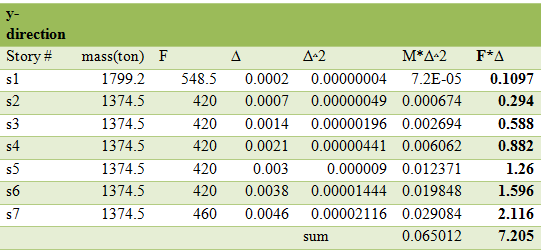 y-
direction
Story # mass(ton) F Δ Δ^2 M*Δ^2 F*Δ
s1 1799.2 548.5 0.0002 0.00000004 7.2E-05 0.1097
s2 1374.5 420 0.0007 0.00000049 0.000674 0.294
s3 1374.5 420 0.0014 0.00000196 0.002694 0.588
s4 1374.5 420 0.0021 0.00000441 0.006062 0.882
s5 1374.5 420 0.003 0.000009 0.012371 1.26
s6 1374.5 420 0.0038 0.00001444 0.019848 1.596
s7 1374.5 460 0.0046 0.00002116 0.029084 2.116
sum 0.065012 7.205